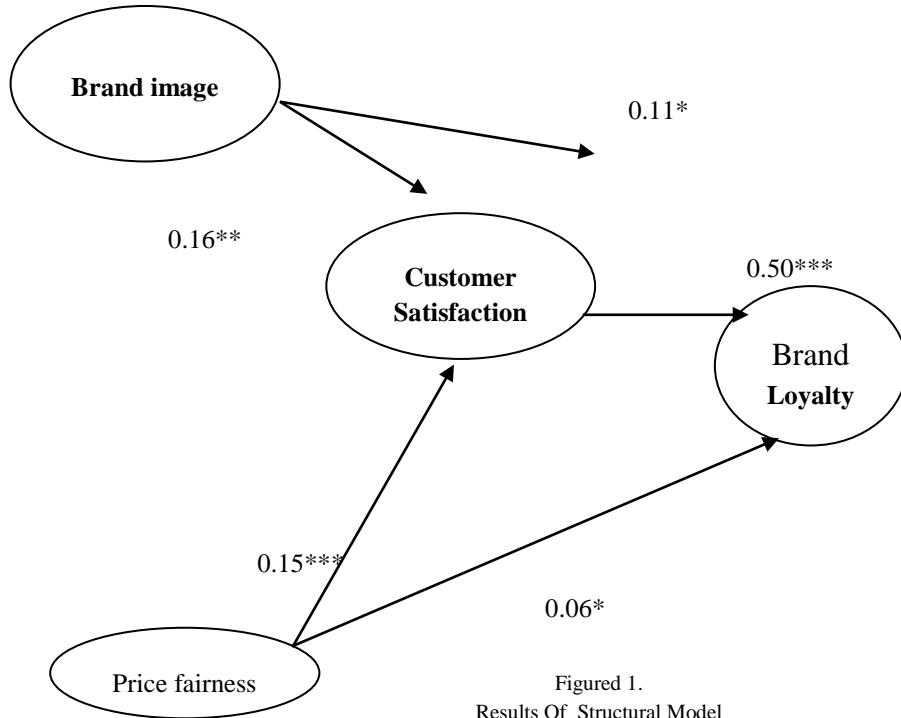 Brand image
0.11*
0.16**
Customer
Satisfaction
0.50***
Brand
Loyalty
0.15***
0.06*
Price fairness
Figured 1.
Results Of Structural Model